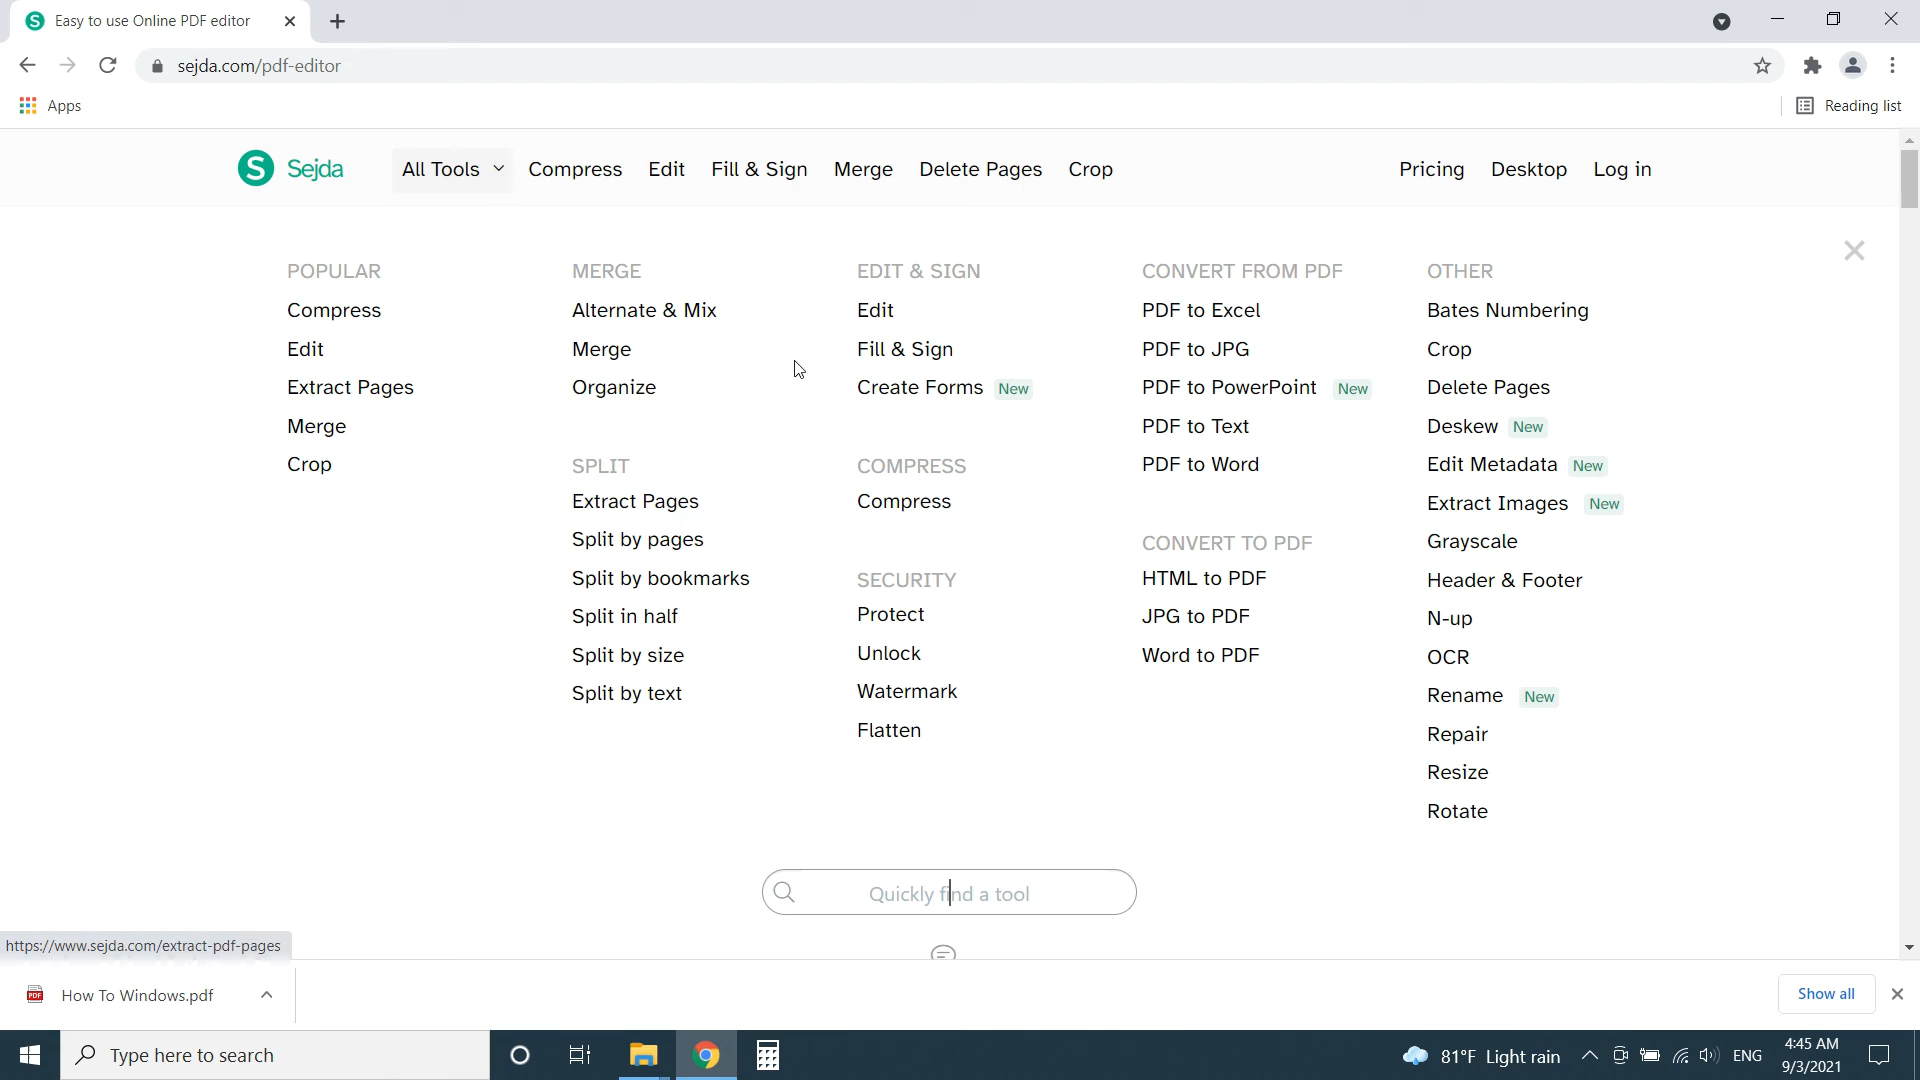 Easy to use Online PDF editor
sejda.com/pdf-editor
Apps
Reading list
Sejda
All Tools
Compress
Edit
Fill & Sign
Merge
Delete Pages
Crop
Pricing
Desktop
Log in
POPULAR
Compress
Edit
Extract Pages
Merge
Crop
MERGE
Alternate & Mix
Merge
Organize
SPLIT
Extract Pages
Split by pages
Split by bookmarks
Split in half
Split by size
Split by text
EDIT & SIGN
Edit
Fill & Sign
Create Forms New
COMPRESS
Compress
SECURITY
Protect
Unlock
Watermark
Flatten
CONVERT FROM PDF
PDF to Excel
PDF to JPG
PDF to PowerPoint New
PDF to Text
PDF to Word
CONVERT TO PDF
HTML to PDF
JPG to PDF
Word to PDF
OTHER
Bates Numbering
Crop
Delete Pages
Deskew New
Edit Metadata New
Extract Images New
Grayscale
Header & Footer
N-up
OCR
Rename New
Repair
Resize
Rotate
Quickly find a tool
https://www.sejda.com/extract-pdf-pages
PDF
How To Windows.pdf
Show all
Type here to search
81°F Light rain
ENG
4:45 AM
9/3/2021